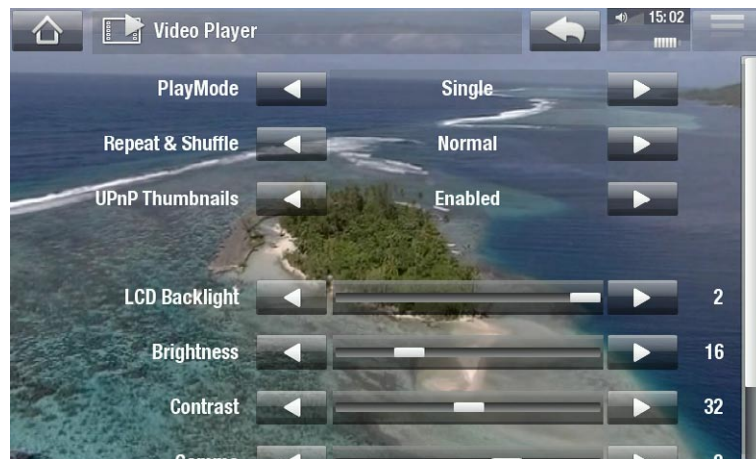 Video Player
15:02
PlayMode Single
Repeat & Shuffle Normal
UPnP Thumbnails Enabled
LCD Backlight 2
Brightness 16
Contrast 32